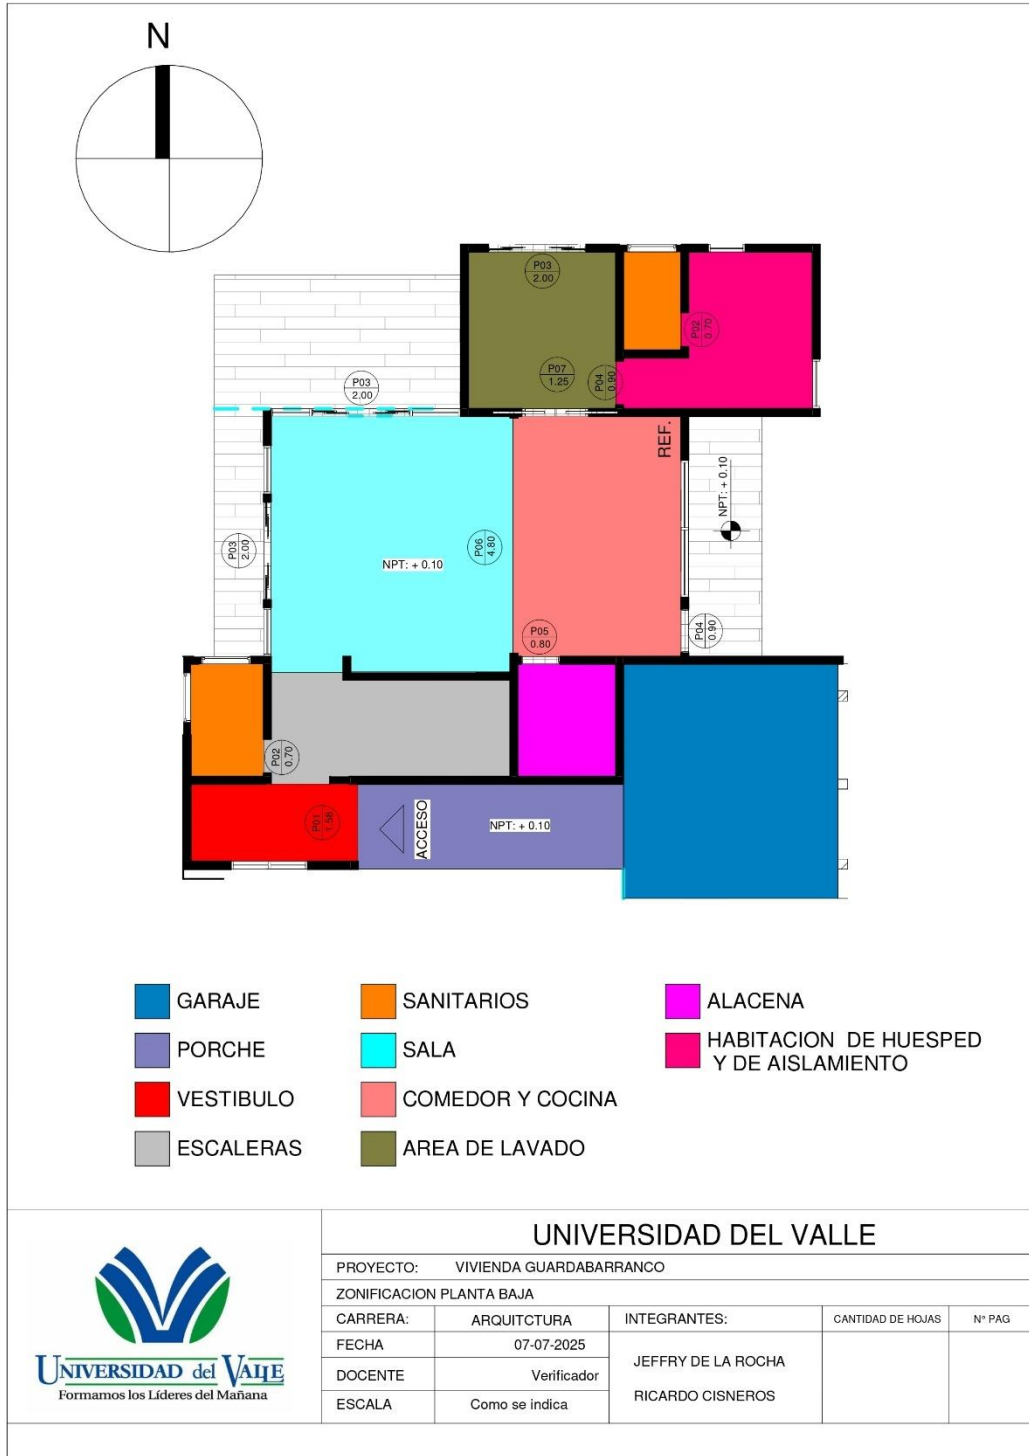 N
P03
2.00
P02
0.70
P07
1.25
P04
0.90
P03
2.00
REF.
NPT: + 0.10
P03
2.00
P06
4.80
NPT: + 0.10
P05
0.80
P04
0.90
P02
0.70
P01
1.58
ACCESO
NPT: + 0.10
GARAJE
SANITARIOS
ALACENA
PORCHE
SALA
HABITACION DE HUESPED
Y DE AISLAMIENTO
VESTIBULO
COMEDOR Y COCINA
ESCALERAS
AREA DE LAVADO
UNIVERSIDAD del VALLE
Formamos los Líderes del Mañana
UNIVERSIDAD DEL VALLE
PROYECTO: VIVIENDA GUARDABARRANCO
ZONIFICACION PLANTA BAJA
CARRERA: ARQUITCTURA INTEGRANTES: CANTIDAD DE HOJAS N° PAG
FECHA 07-07-2025
DOCENTE Verificador
ESCALA Como se indica
JEFFRY DE LA ROCHA
RICARDO CISNEROS